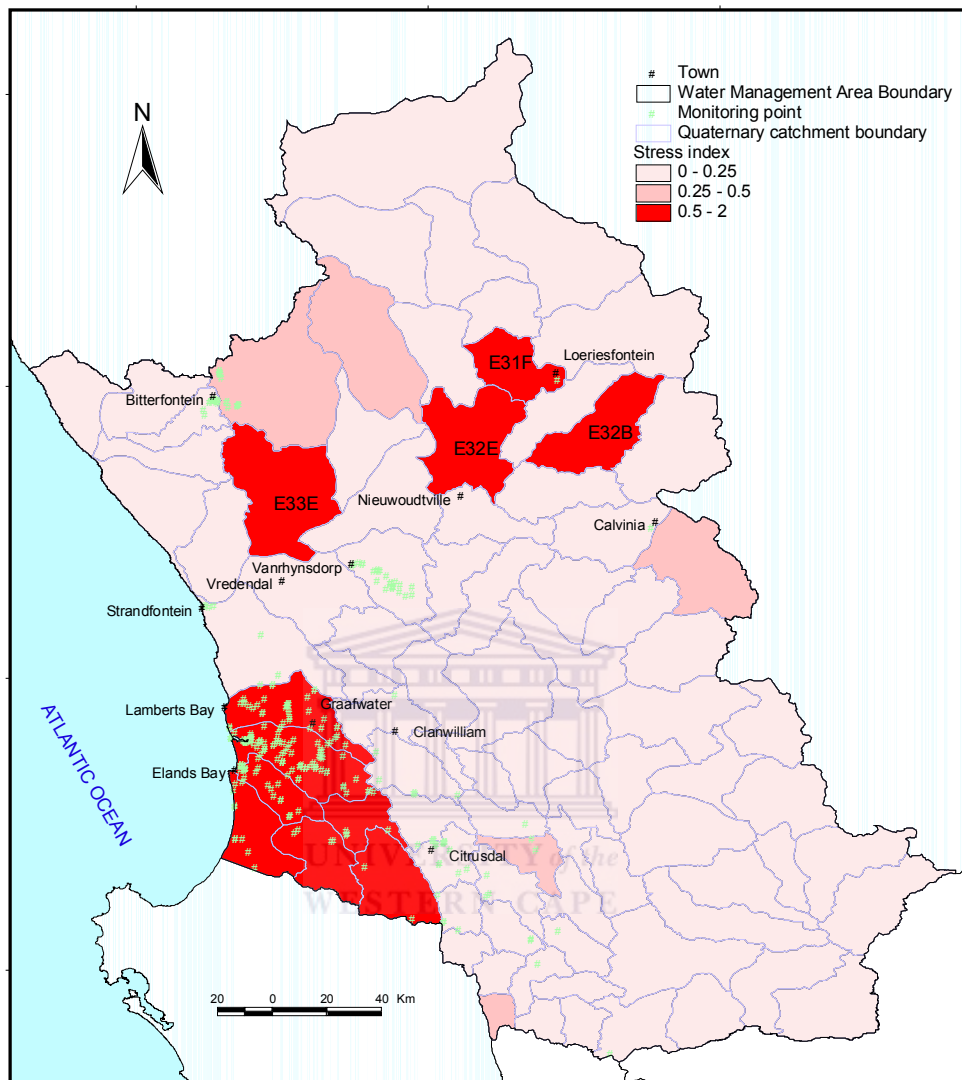 N
# Town
Water Management Area Boundary
# Monitoring point
Quaternary catchment boundary
Stress index
0 - 0.25
0.25 - 0.5
0.5 - 2
E31F
Loeriesfontein
Bitterfontein
E32B
E32E
E33E
Nieuwoudtville
Calvinia
Vanrhynsdorp
Vredendal
Strandfontein
Lamberts Bay
Graafwater
Clanwilliam
Elands Bay
ATLANTIC OCEAN
Citrusdal
UNIVERSITY of the
WESTERN CAPE
20 0 20 40 Km